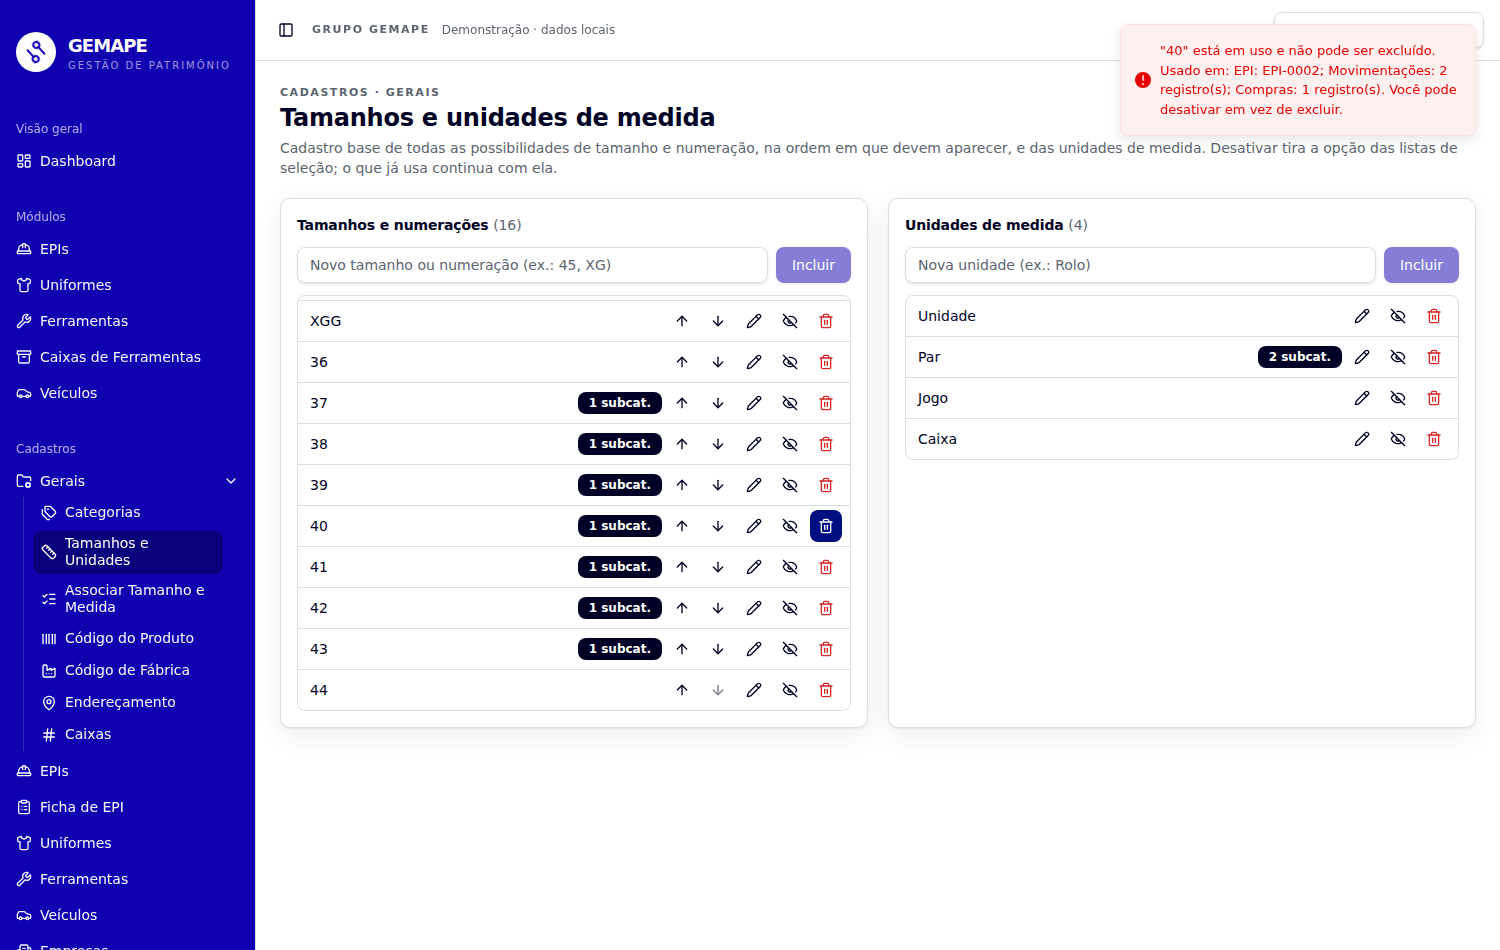 GEMAPE
GESTÃO DE PATRIMÔNIO
Visão geral
Dashboard
Módulos
EPIs
Uniformes
Ferramentas
Caixas de Ferramentas
Veículos
Cadastros
Gerais
Categorias
Tamanhos e
Unidades
Associar Tamanho e
Medida
Código do Produto
Código de Fábrica
Endereçamento
Caixas
EPIs
Ficha de EPI
Uniformes
Ferramentas
Veículos
Empresas
GRUPO GEMAPE Demonstração · dados locais
"40" está em uso e não pode ser excluído.
Usado em: EPI: EPI-0002; Movimentações: 2
registro(s); Compras: 1 registro(s). Você pode
desativar em vez de excluir.
CADASTROS · GERAIS
Tamanhos e unidades de medida
Cadastro base de todas as possibilidades de tamanho e numeração, na ordem em que devem aparecer, e das unidades de medida. Desativar tira a opção das listas de
seleção; o que já usa continua com ela.
Tamanhos e numerações (16)
Novo tamanho ou numeração (ex.: 45, XG) Incluir
XGG
36
37 1 subcat.
38 1 subcat.
39 1 subcat.
40 1 subcat.
41 1 subcat.
42 1 subcat.
43 1 subcat.
44
Unidades de medida (4)
Nova unidade (ex.: Rolo) Incluir
Unidade
Par 2 subcat.
Jogo
Caixa